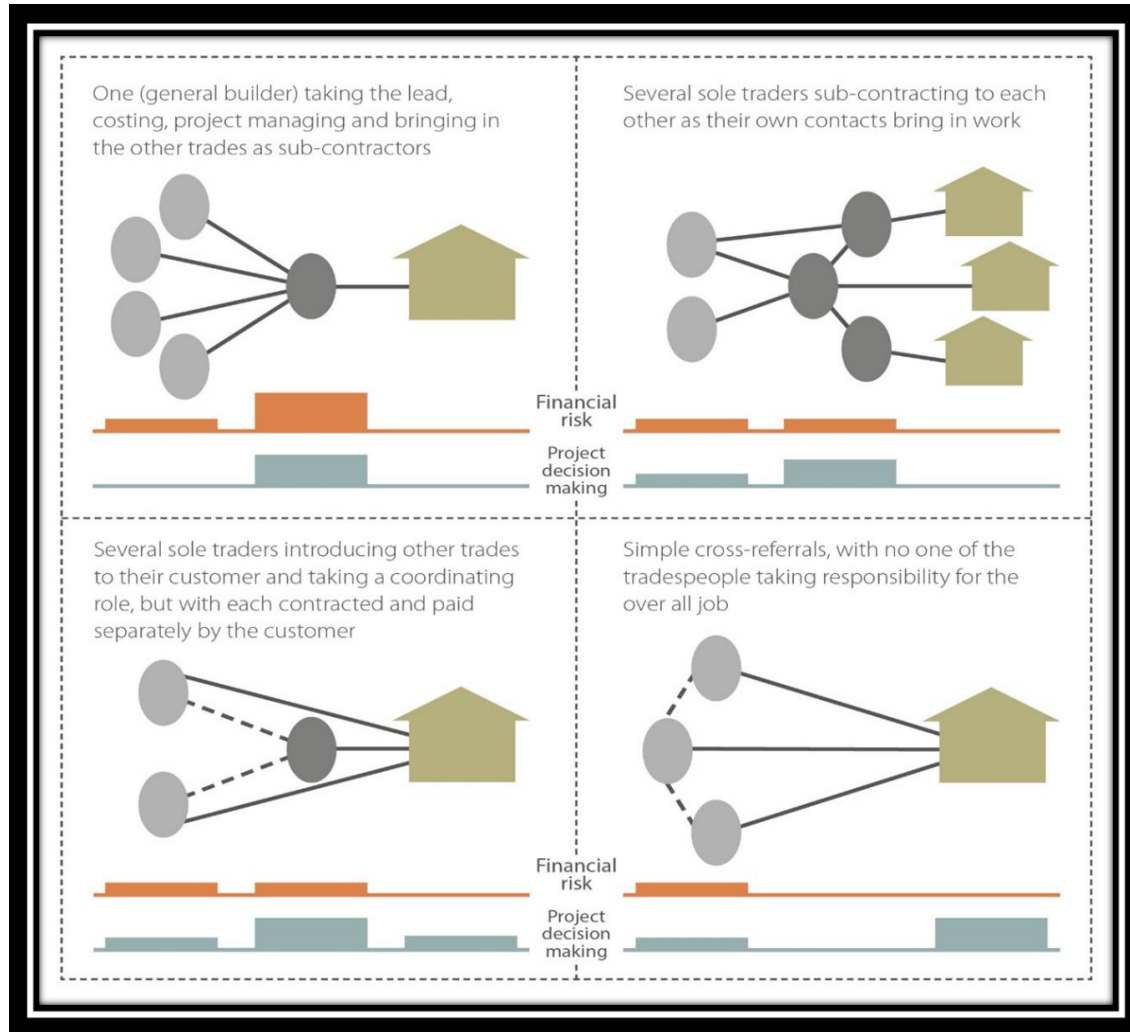 One (general builder) taking the lead,
costing, project managing and bringing in
the other trades as sub-contractors
Several sole traders sub-contracting to each
other as their own contacts bring in work
Financial
risk
Project
decision
making
Several sole traders introducing other trades
to their customer and taking a coordinating
role, but with each contracted and paid
separately by the customer
Simple cross-referrals, with no one of the
tradespeople taking responsibility for the
over all job
Financial
risk
Project
decision
making